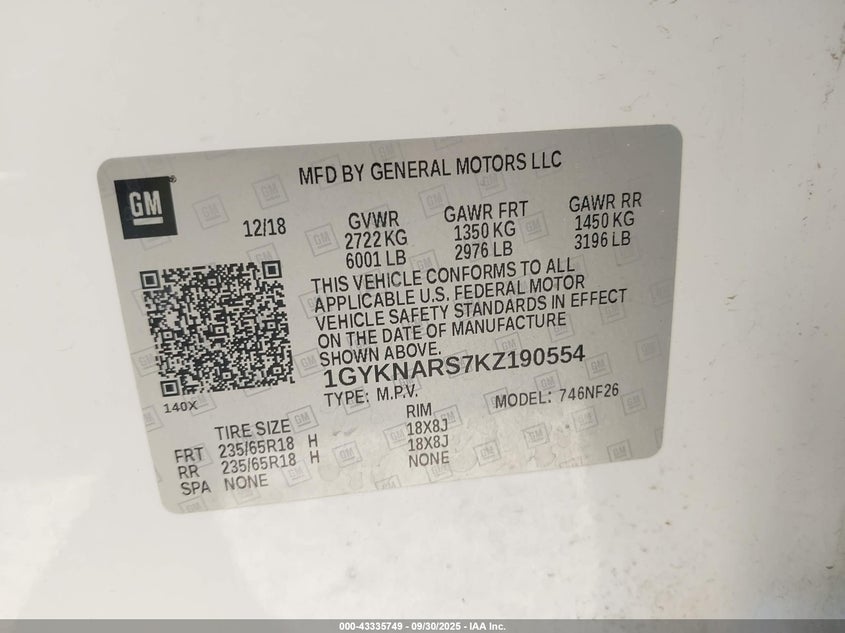 MFD BY GENERAL MOTORS LLC
GM®
12/18
GVWR
2722 KG
6001 LB
GAWR FRT
1350 KG
2976 LB
GAWR RR
1450 KG
3196 LB
THIS VEHICLE CONFORMS TO ALL
APPLICABLE U.S. FEDERAL MOTOR
VEHICLE SAFETY STANDARDS IN EFFECT
ON THE DATE OF MANUFACTURE
SHOWN ABOVE.
1GYKNARS7KZ190554
TYPE: M.P.V. MODEL: 746NF26
140X
TIRE SIZE RIM
FRT 235/65R18 H 18X8J
RR 235/65R18 H 18X8J
SPA NONE NONE
000-43335749 - 09/30/2025 - IAA Inc.